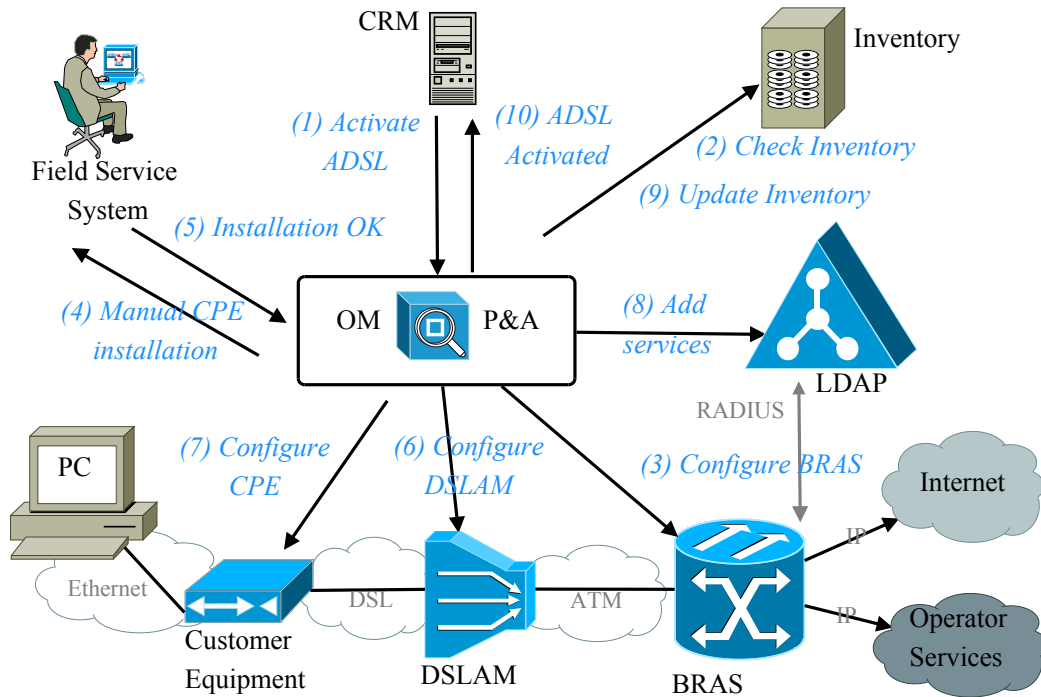 CRM
Inventory
(1) Activate
ADSL
(10) ADSL
Activated
(2) Check Inventory
Field Service
System
(9) Update Inventory
(5) Installation OK
(4) Manual CPE
installation
OM
P&A
(8) Add
services
LDAP
RADIUS
(7) Configure
CPE
(6) Configure
DSLAM
(3) Configure BRAS
PC
Internet
IP
Ethernet
DSL
ATM
IP
Operator
Services
Customer
Equipment
DSLAM
BRAS